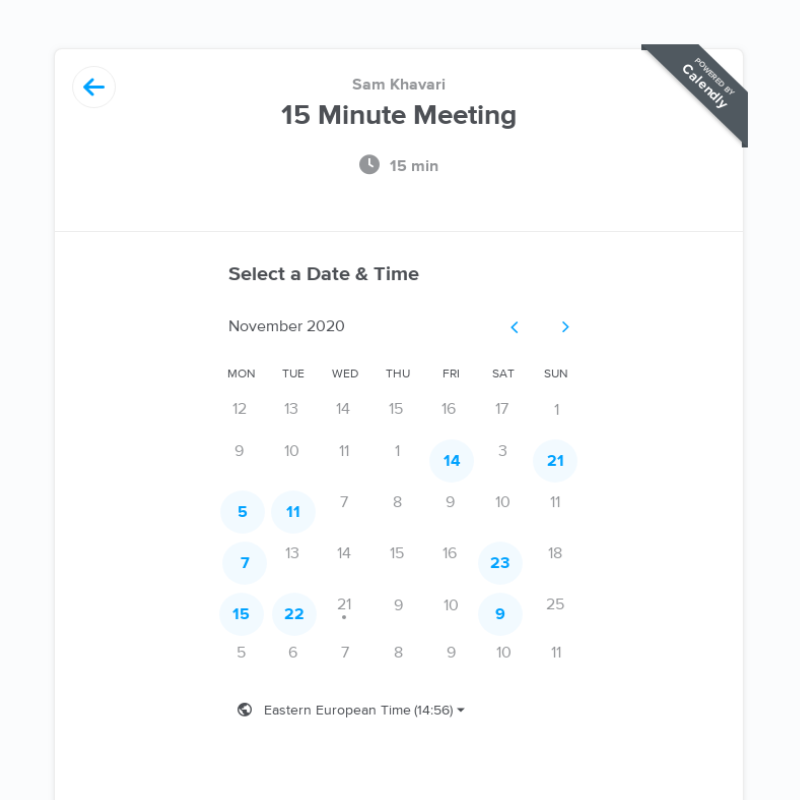 Sam Khavari
15 Minute Meeting
POWERED BY
Calendly
15 min
Select a Date & Time
November 2020
MON TUE WED THU FRI SAT SUN
12 13 14 15 16 17 1
9 10 11 1 14 3 21
5 11 7 8 9 10 11
7 13 14 15 16 23 18
15 22 21 9 10 9 25
5 6 7 8 9 10 11
Eastern European Time (14:56)